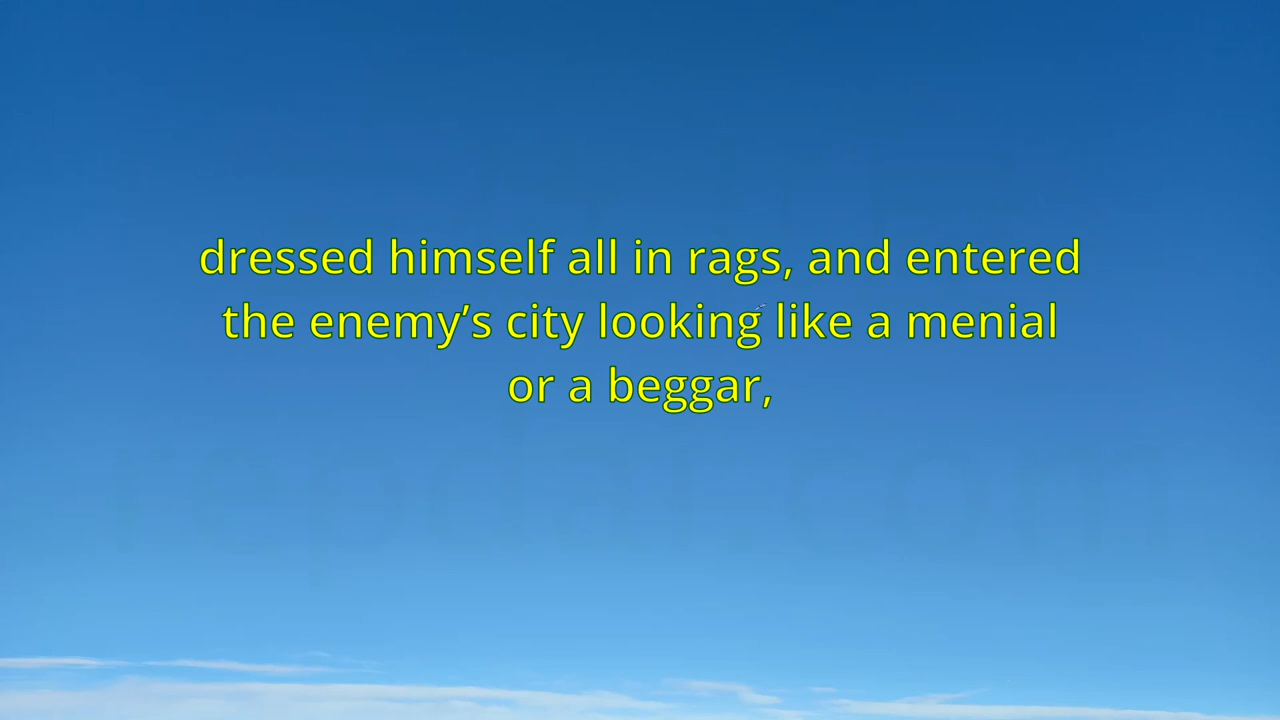 dressed himself all in rags, and entered
the enemy’s city looking like a menial
or a beggar,